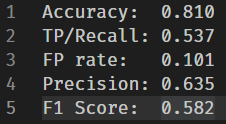 1 Accuracy: 0.810
2 TP/Recall: 0.537
3 FP rate: 0.101
4 Precision: 0.635
5 F1 Score: 0.582